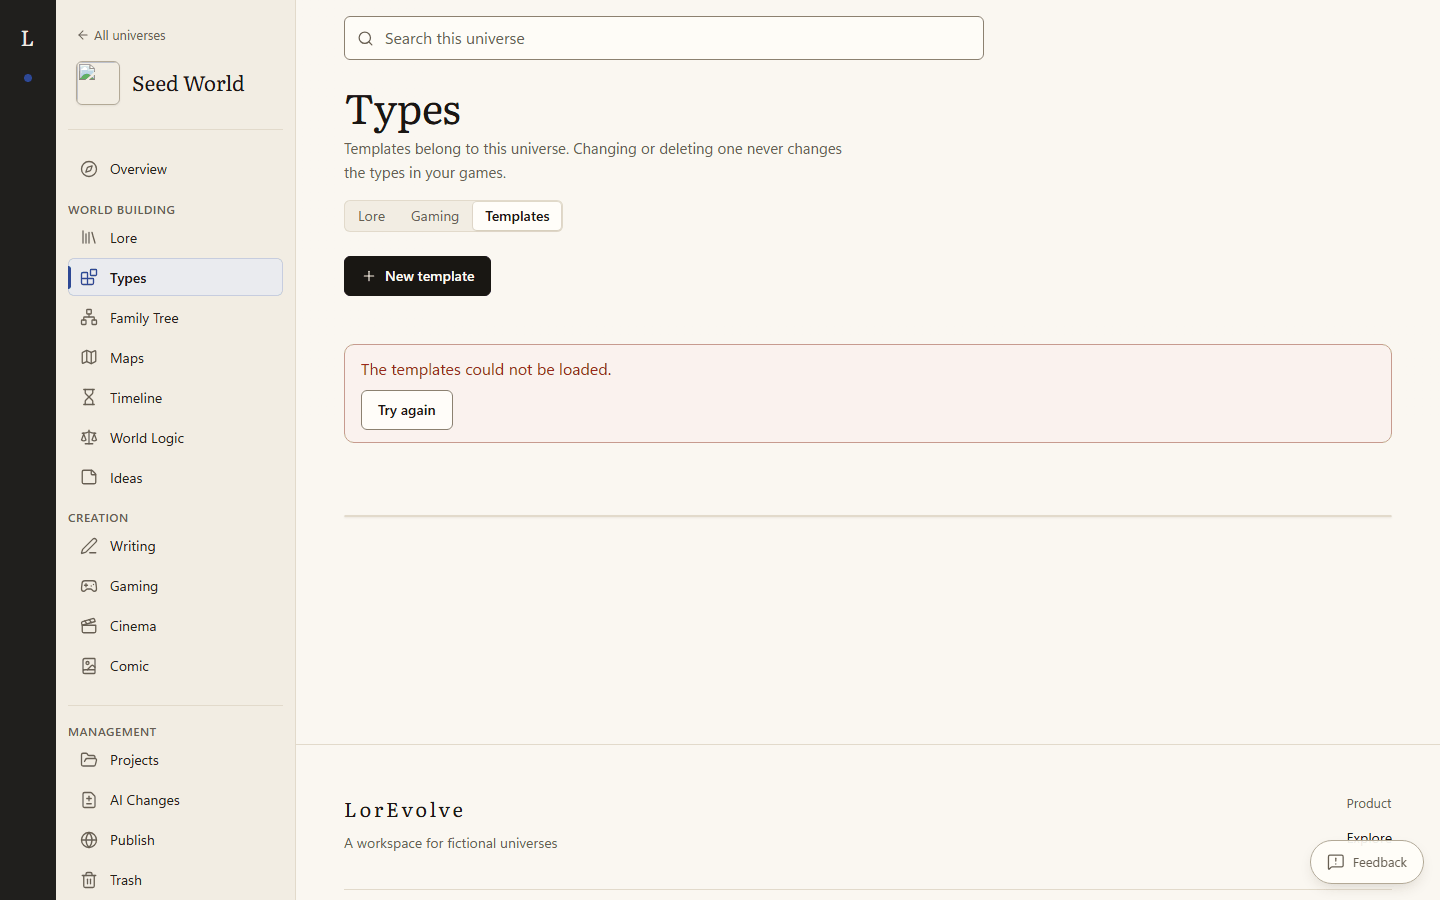 L
All universes
Seed World
Overview
WORLD BUILDING
Lore
Types
Family Tree
Maps
Timeline
World Logic
Ideas
CREATION
Writing
Gaming
Cinema
Comic
MANAGEMENT
Projects
AI Changes
Publish
Trash
Search this universe
Types
Templates belong to this universe. Changing or deleting one never changes
the types in your games.
Lore Gaming Templates
New template
The templates could not be loaded.
Try again
LorEvolve
A workspace for fictional universes
Product
Explore
Feedback